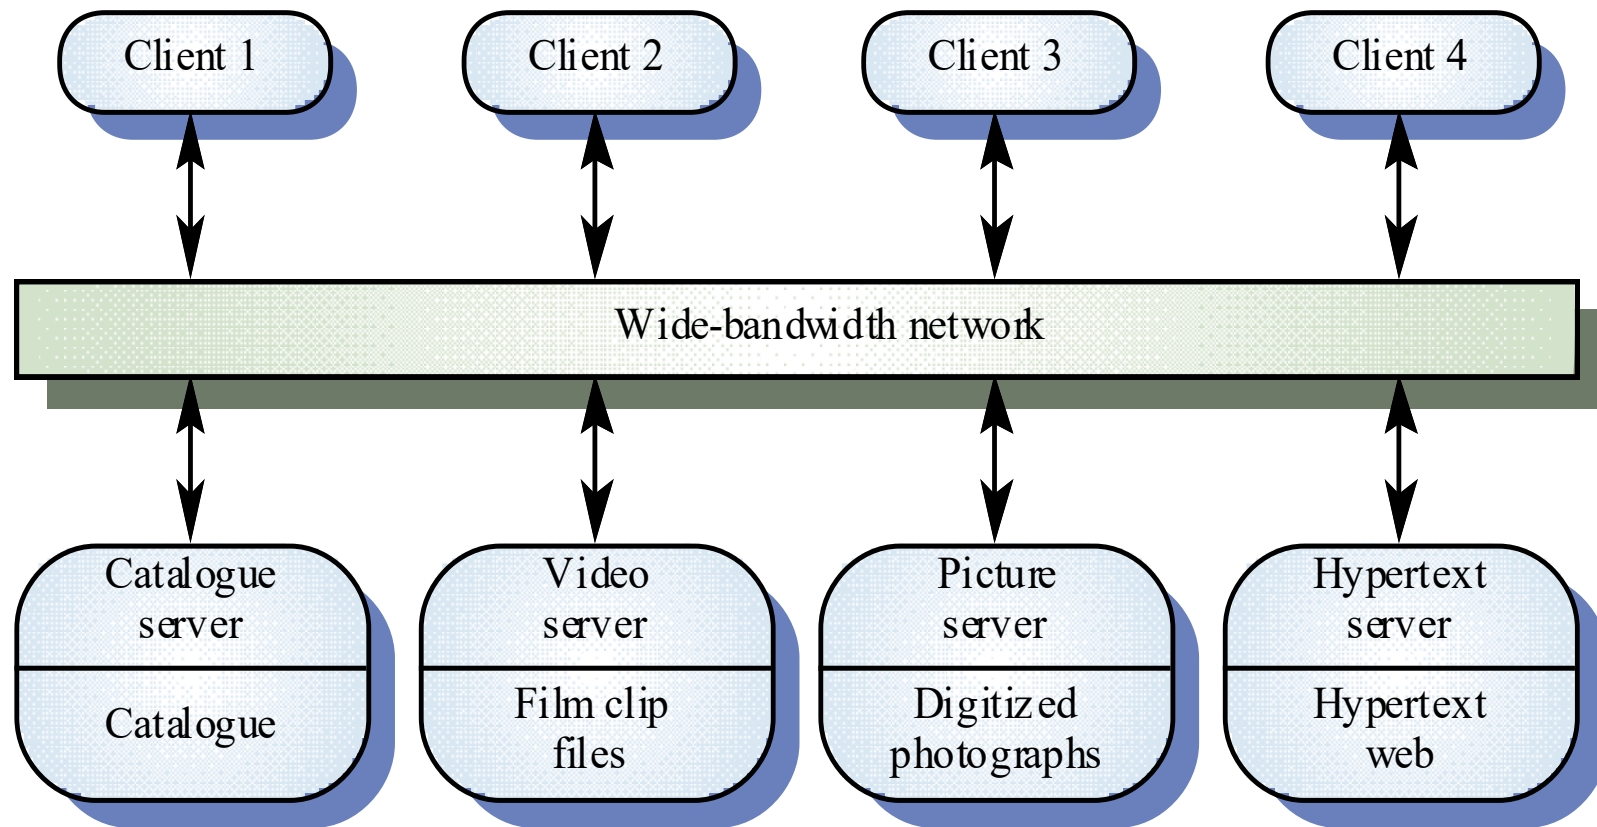 Client 1
Client 2
Client 3
Client 4
Wide-bandwidth network
Catalogue
server
Catalogue
Video
server
Film clip
files
Picture
server
Digitized
photographs
Hypertext
server
Hypertext
web